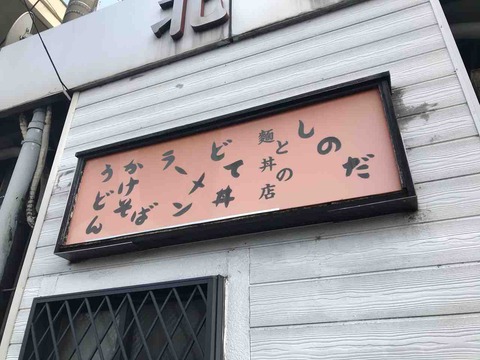 北
しのだ
麺と丼の店
どて丼
ラーメン
かけそば
うどん